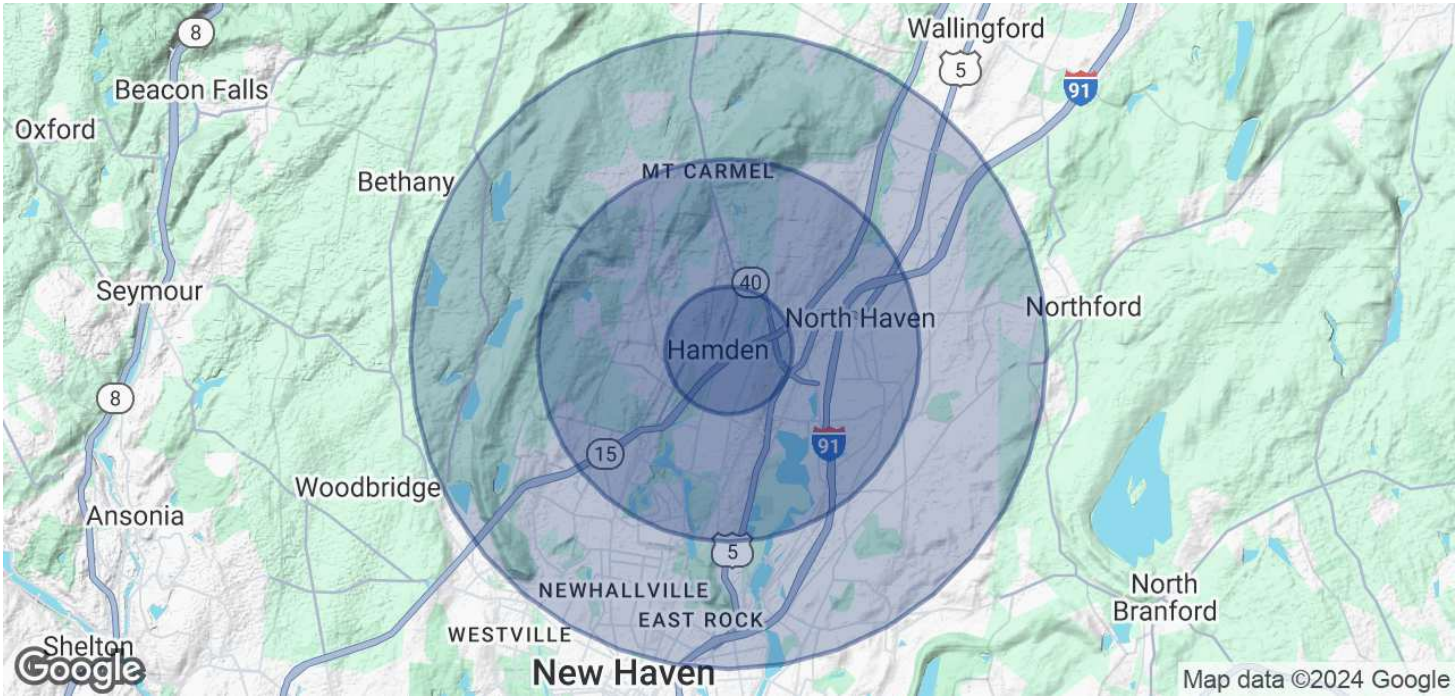 8
Wallingford
5
91
Beacon Falls
Oxford
MT CARMEL
Bethany
40
Seymour
Northford
North Haven
Hamden
8
91
15
Woodbridge
Ansonia
5
NEWHALLVILLE
North
Branford
EAST ROCK
WESTVILLE
Shelton
Google
New Haven
Map data ©2024 Google